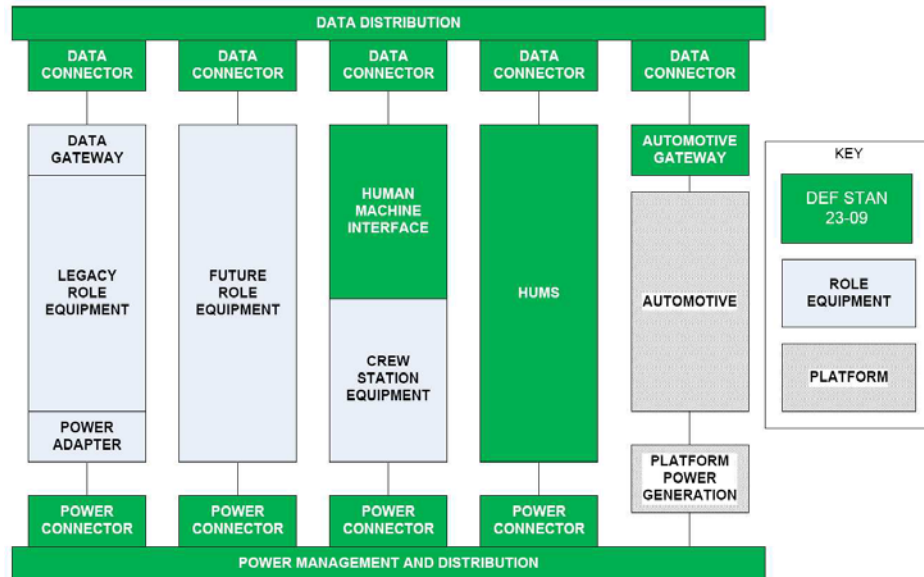 DATA DISTRIBUTION
DATA
CONNECTOR
DATA
CONNECTOR
DATA
CONNECTOR
DATA
CONNECTOR
DATA
CONNECTOR
DATA
GATEWAY
LEGACY
ROLE
EQUIPMENT
POWER
ADAPTER
FUTURE
ROLE
EQUIPMENT
HUMAN
MACHINE
INTERFACE
CREW
STATION
EQUIPMENT
HUMS
AUTOMOTIVE
GATEWAY
AUTOMOTIVE
PLATFORM
POWER
GENERATION
POWER
CONNECTOR
POWER
CONNECTOR
POWER
CONNECTOR
POWER
CONNECTOR
POWER MANAGEMENT AND DISTRIBUTION
KEY
DEF STAN
23-09
ROLE
EQUIPMENT
PLATFORM